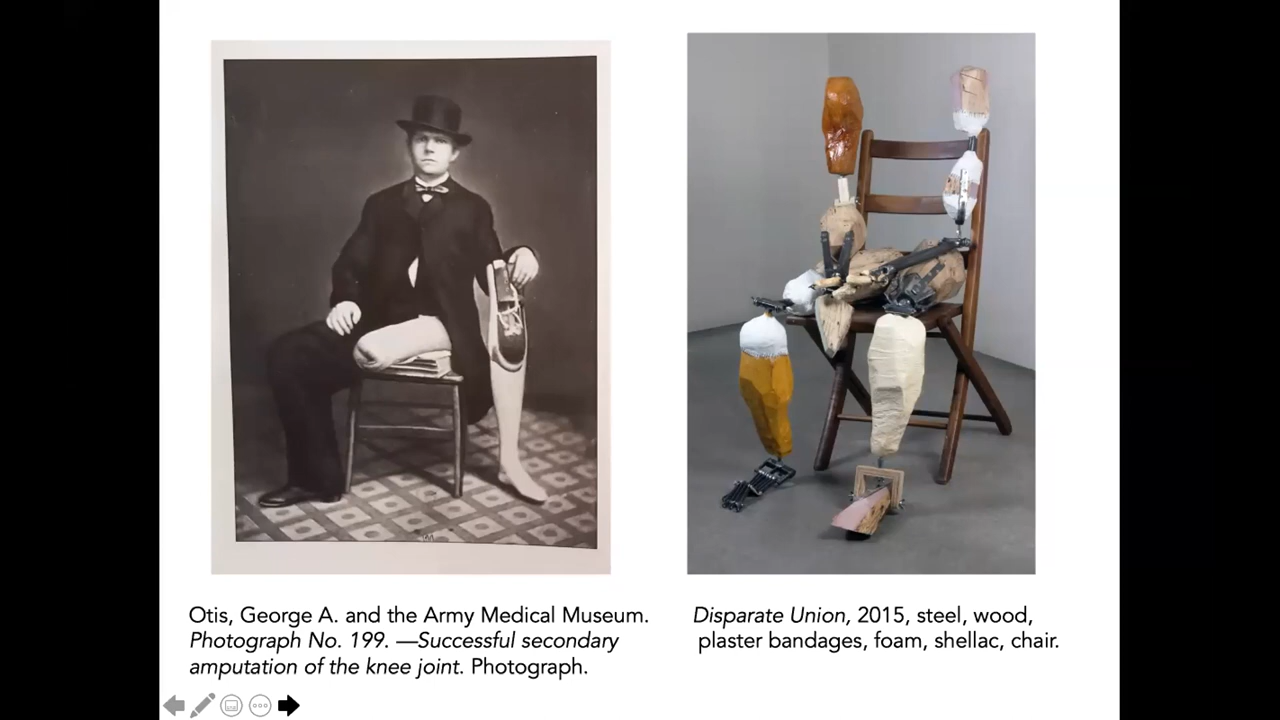 Otis, George A. and the Army Medical Museum.
Photograph No. 199. —Successful secondary
amputation of the knee joint. Photograph.
Disparate Union, 2015, steel, wood,
plaster bandages, foam, shellac, chair.